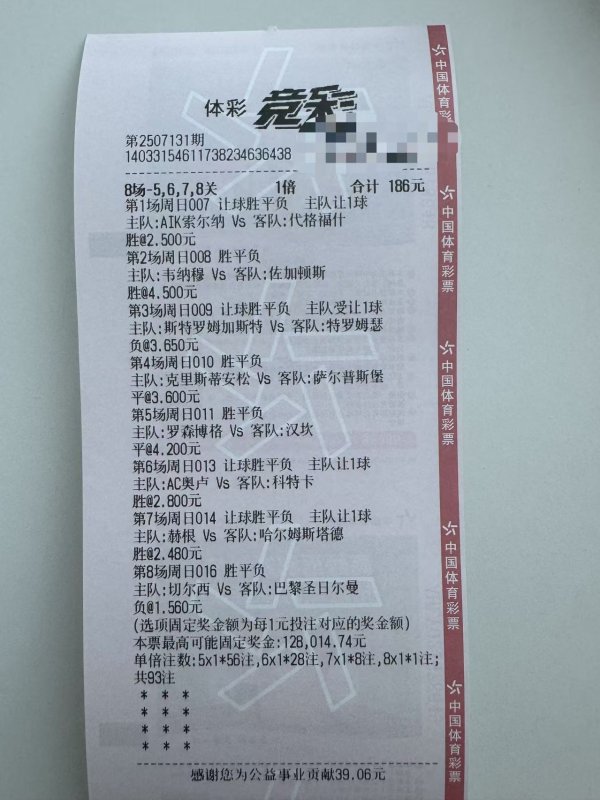 体彩 竞彩
第2507131期
14033154611738234636438
8场-5,6,7,8关 1倍 合计 186元
第1场周日007 让球胜平负 主队让1球
主队:AIK索尔纳 Vs 客队:代格福什
胜@2.500元
第2场周日008 胜平负
主队:韦纳穆 Vs 客队:佐加顿斯
胜@4.500元
第3场周日009 让球胜平负 主队受让1球
主队:斯特罗姆加斯特 Vs 客队:特罗姆瑟
负@3.650元
第4场周日010 胜平负
主队:克里斯蒂安松 Vs 客队:萨尔普斯堡
平@3.600元
第5场周日011 胜平负
主队:罗森博格 Vs 客队:汉坎
平@4.200元
第6场周日013 让球胜平负 主队让1球
主队:AC奥卢 Vs 客队:科特卡
胜@2.800元
第7场周日014 让球胜平负 主队让1球
主队:赫根 Vs 客队:哈尔姆斯塔德
胜@2.480元
第8场周日016 胜平负
主队:切尔西 Vs 客队:巴黎圣日尔曼
负@1.560元
(选项固定奖金额为每1元投注对应的奖金额)
本票最高可能固定奖金:128,014.74元
单倍注数:5x1*56注,6x1*28注,7x1*8注,8x1*1注;
共93注
* * *
* * *
* * *
* * *
感谢您为公益事业贡献39.06元
中国体育彩
中国体育彩票
中国体育彩票
中国体育彩票
中国体育彩票